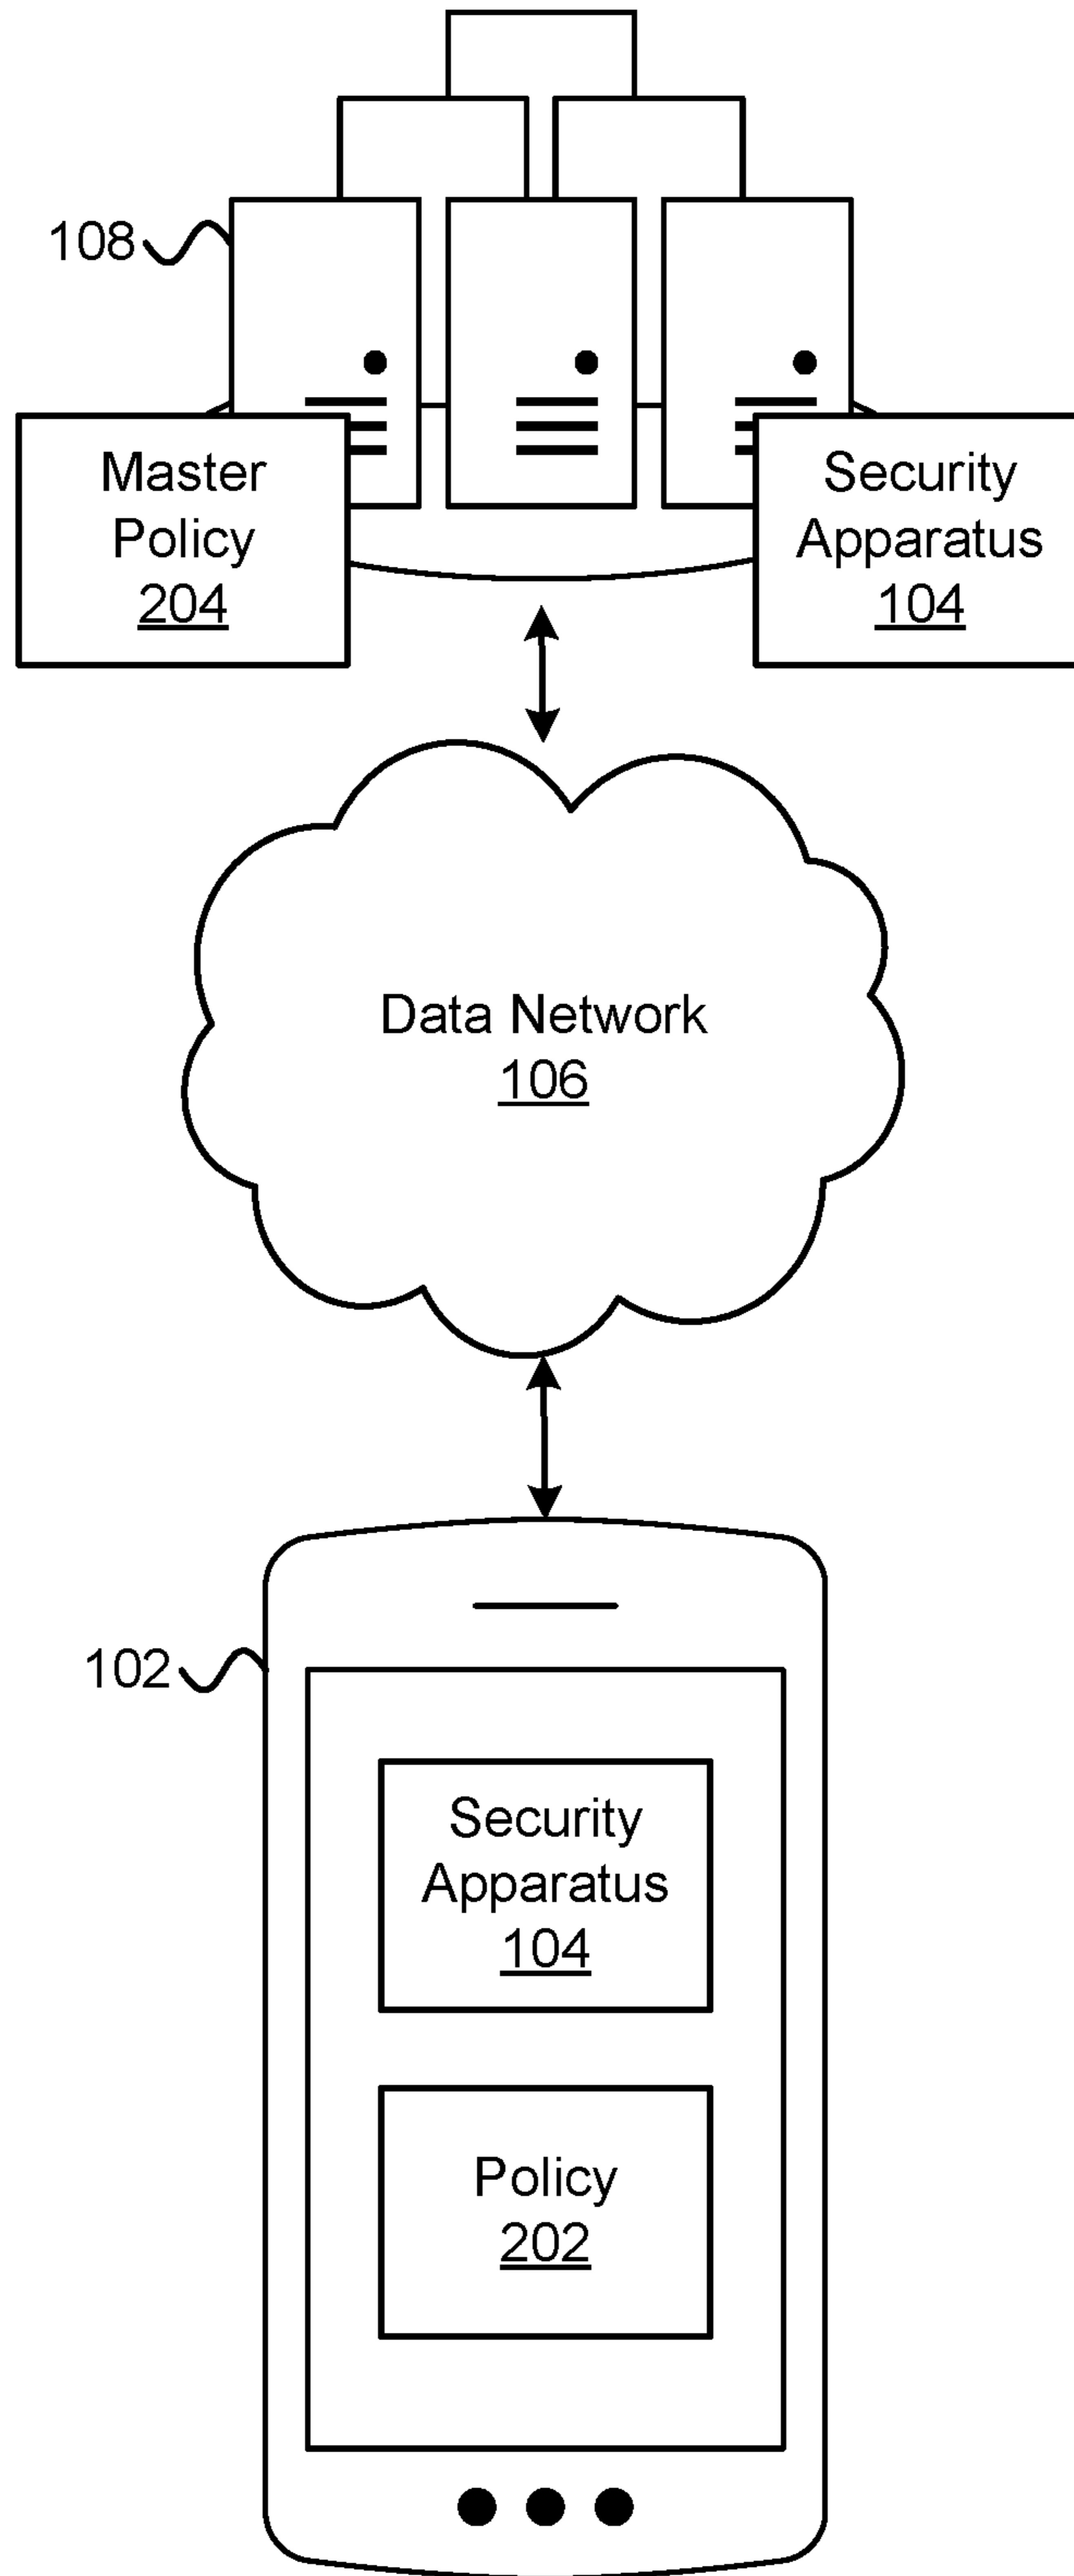 108
Master
Policy
204
Security
Apparatus
104
Data Network
106
102
Security
Apparatus
104
Policy
202